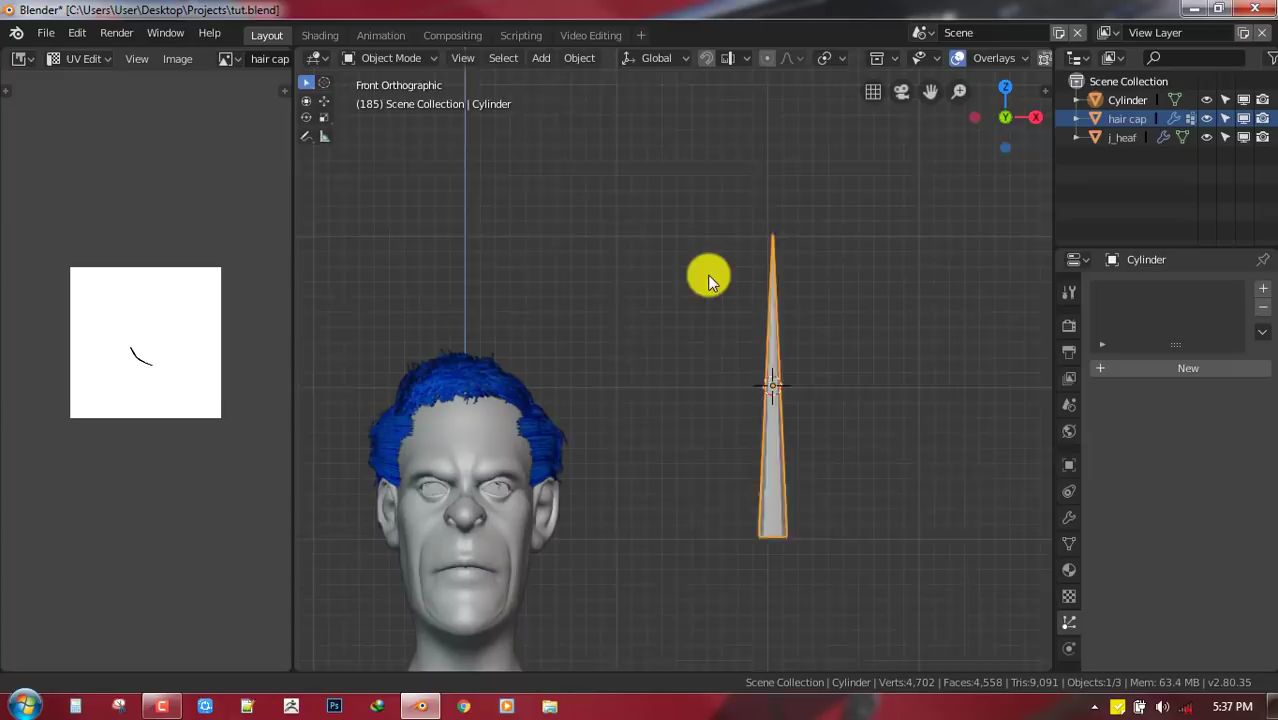 Blender* [C:\Users\User\Desktop\Projects\tut.blend]
File Edit Render Window Help Layout Shading Animation Compositing Scripting Video Editing + Scene View Layer
UV Edit View Image hair cap Object Mode View Select Add Object Global Overlays
Front Orthographic
(185) Scene Collection | Cylinder
Z
Y
X
Scene Collection
Cylinder
hair cap
j_heaf
Cylinder
New
Scene Collection | Cylinder | Verts:4,702 | Faces:4,558 | Tris:9,091 | Objects:1/3 | Mem: 63.4 MB | v2.80.35
Ps
5:37 PM